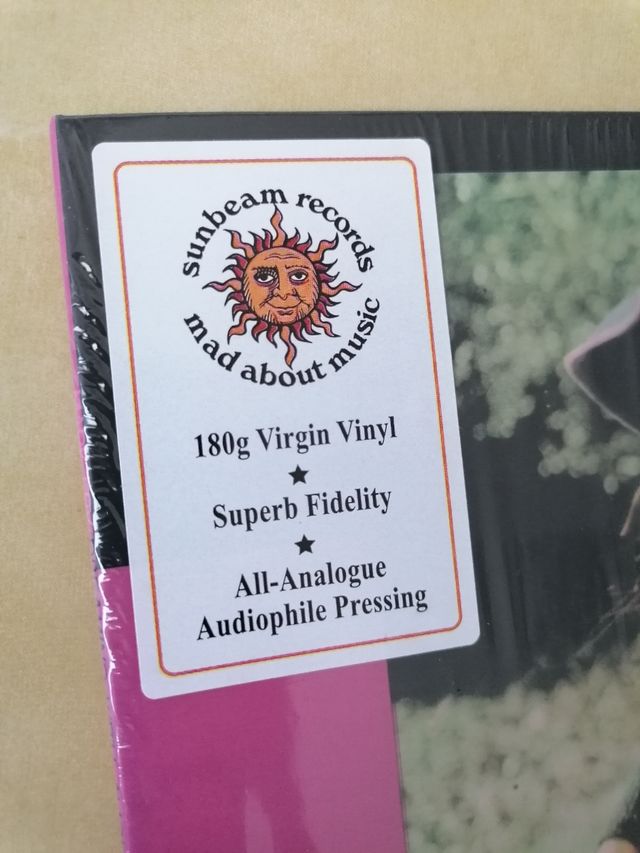 sunbeam records
mad about music
180g Virgin Vinyl
Superb Fidelity
All-Analogue
Audiophile Pressing